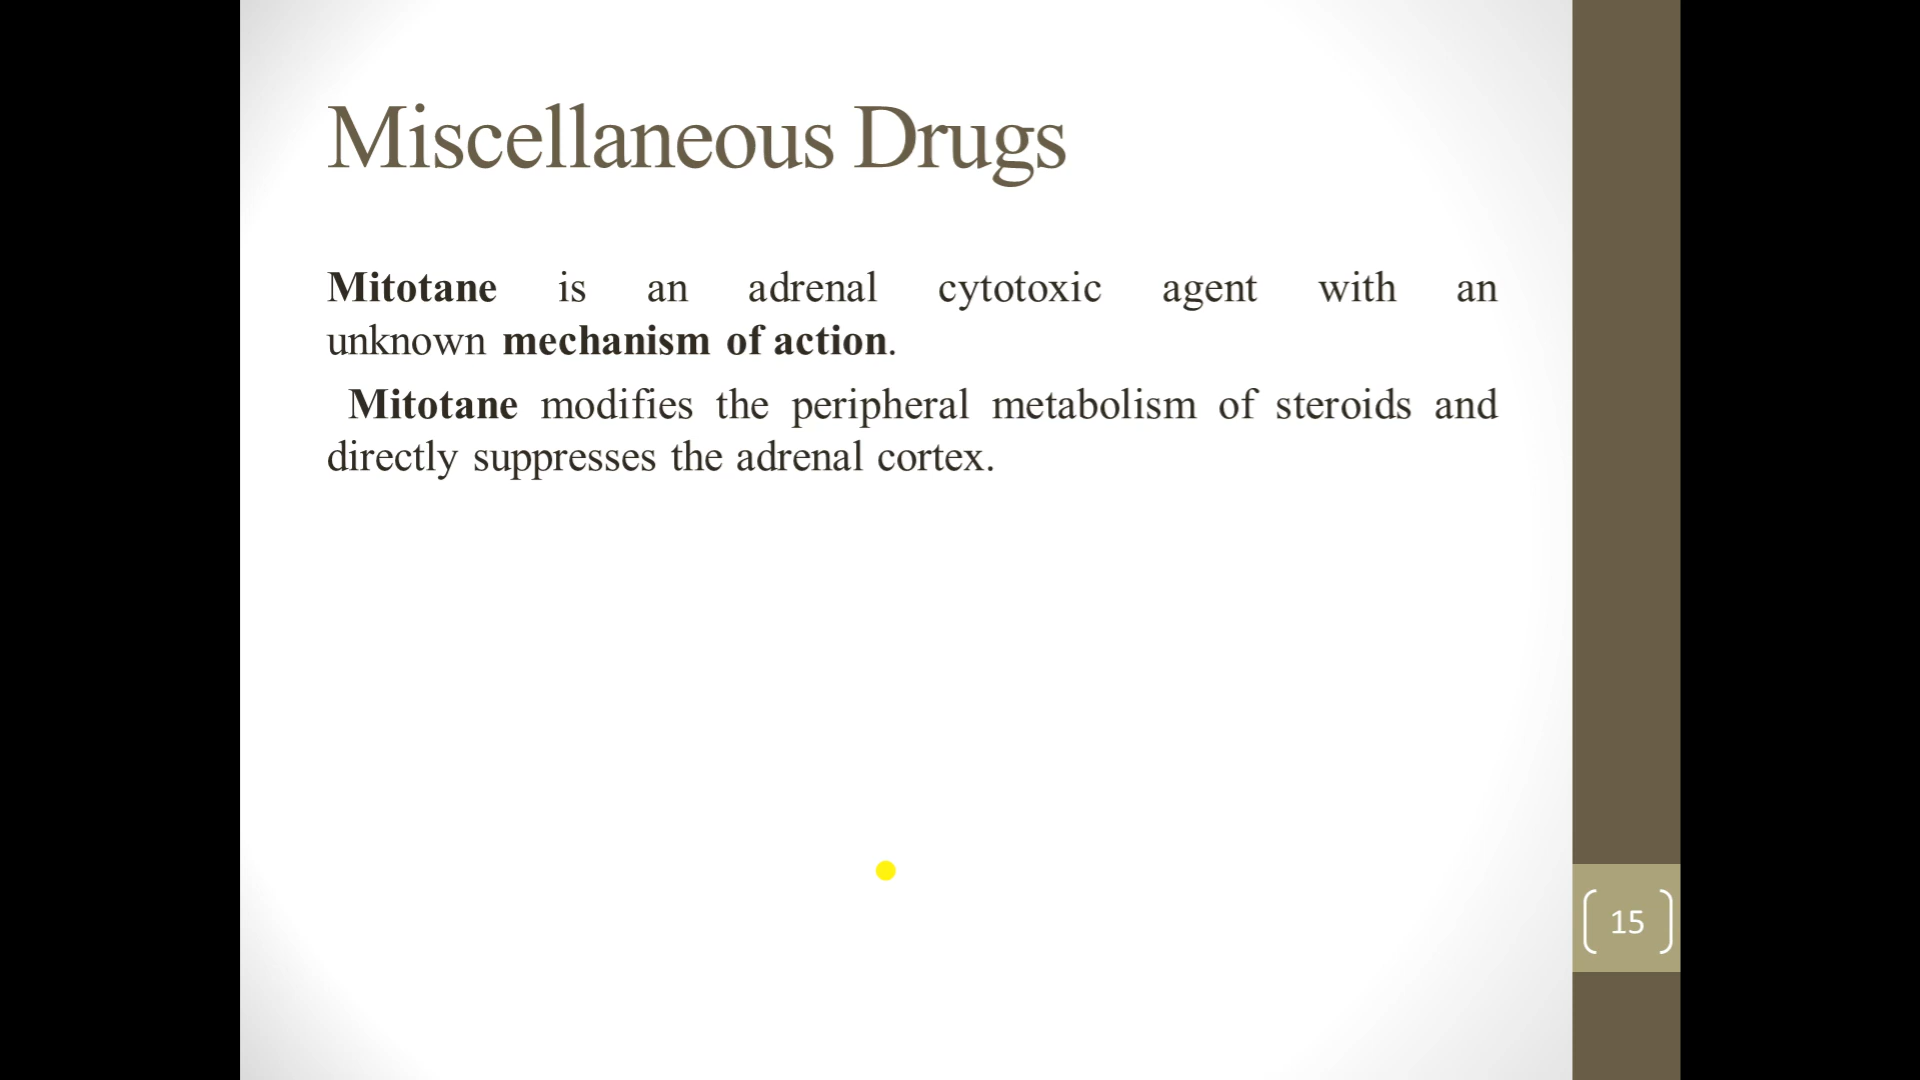 Miscellaneous Drugs
Mitotane is an adrenal cytotoxic agent with an
unknown mechanism of action.
Mitotane modifies the peripheral metabolism of steroids and
directly suppresses the adrenal cortex.
15